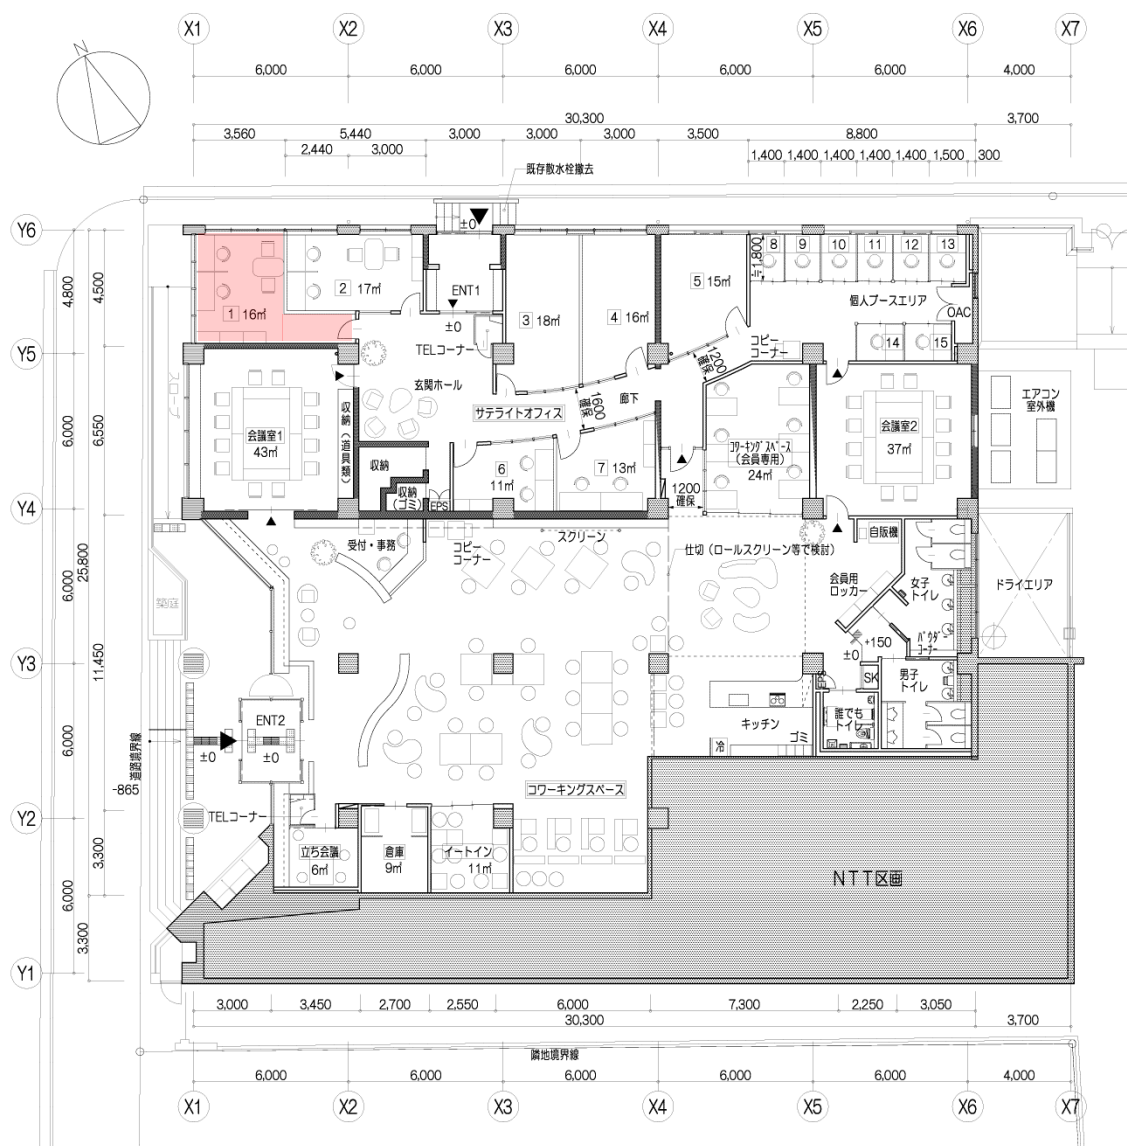 X1 X2 X3 X4 X5 X6 X7
6,000 6,000 6,000 6,000 6,000 4,000
30,300 3,700
3,560 5,440 3,000 3,000 3,000 3,500 8,800
2,440 3,000 1,400 1,400 1,400 1,400 1,400 1,500 300
N
既存散水栓撤去
Y6
±0
8 9 10 11 12 13
≒1,800
4,800
4,500
2 17㎡
ENT1
5 15㎡
個人ブースエリア
OAC
1 16㎡
3 18㎡
4 16㎡
±0
14 15
TELコーナー
コピー
コーナー
Y5
1200
確保
玄関ホール
廊下
エアコン
室外機
サテライトオフィス
1600
確保
6,000
6,650
会議室1
43㎡
収納(道具類)
会議室2
37㎡
コワーキングスペース
(会員専用)
24㎡
収納
6
11㎡
7 13㎡
収納
(ゴミ)
EPS
1200
確保
Y4
25,800
受付・事務
コピー
コーナー
スクリーン
仕切(ロールスクリーン等で検討)
自販機
会員用
ロッカー
女子
トイレ
ドライエリア
6,000
11,450
+150
±0
パウダー
コーナー
Y3
EPS
SK
男子
トイレ
ENT2
キッチン
誰でも
トイレ
6,000
±0 ±0
道路境界線
-865
冷
ゴミ
コワーキングスペース
Y2
TELコーナー
立ち会議
6㎡
倉庫
9㎡
イートイン
11㎡
NTT区画
3,300
6,000
3,300
Y1
3,000 3,450 2,700 2,550 6,000 7,300 2,250 3,050
30,300 3,700
隣地境界線
6,000 6,000 6,000 6,000 6,000 4,000
X1 X2 X3 X4 X5 X6 X7